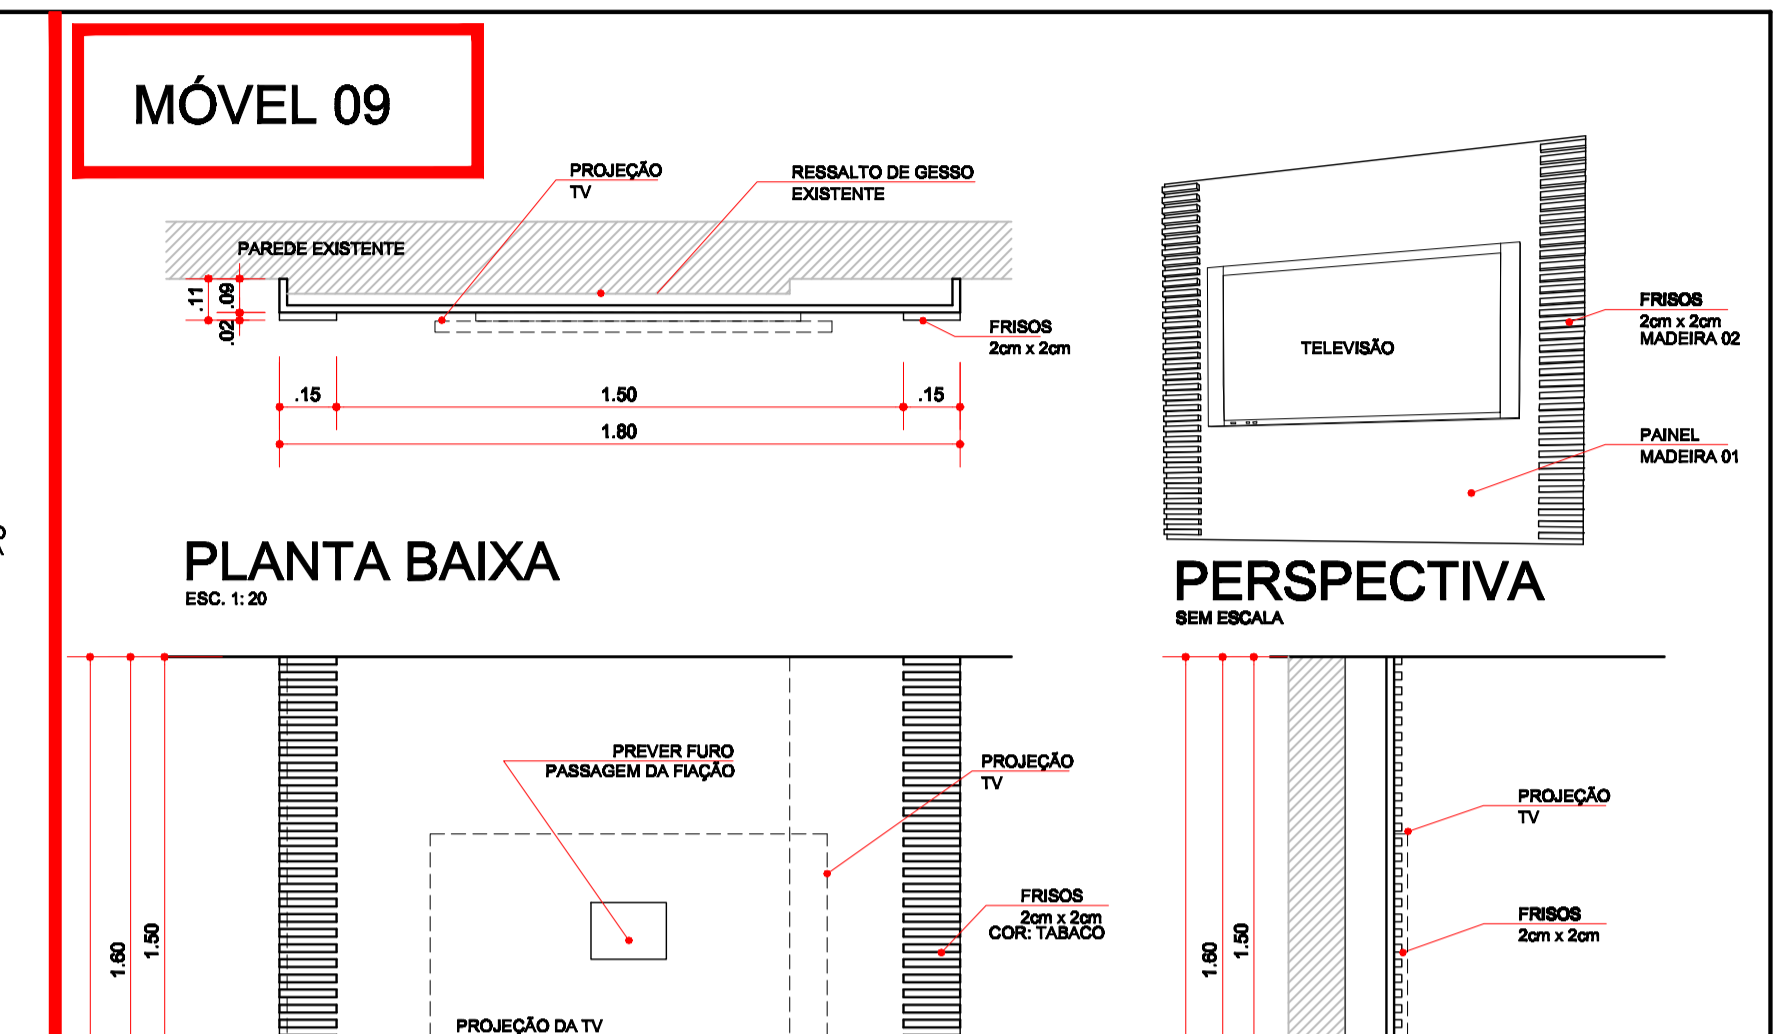 MÓVEL 09
PROJEÇÃO
TV
RESSALTO DE GESSO
EXISTENTE
PAREDE EXISTENTE
.11
.09
.02
FRISOS
2cm x 2cm
.15
1.50
.15
1.80
PLANTA BAIXA
ESC. 1: 20
TELEVISÃO
FRISOS
2cm x 2cm
MADEIRA 02
PAINEL
MADEIRA 01
PERSPECTIVA
SEM ESCALA
PREVER FURO
PASSAGEM DA FIAÇÃO
PROJEÇÃO
TV
FRISOS
2cm x 2cm
COR: TABACO
1.60
1.50
PROJEÇÃO DA TV
PROJEÇÃO
TV
FRISOS
2cm x 2cm
1.60
1.50